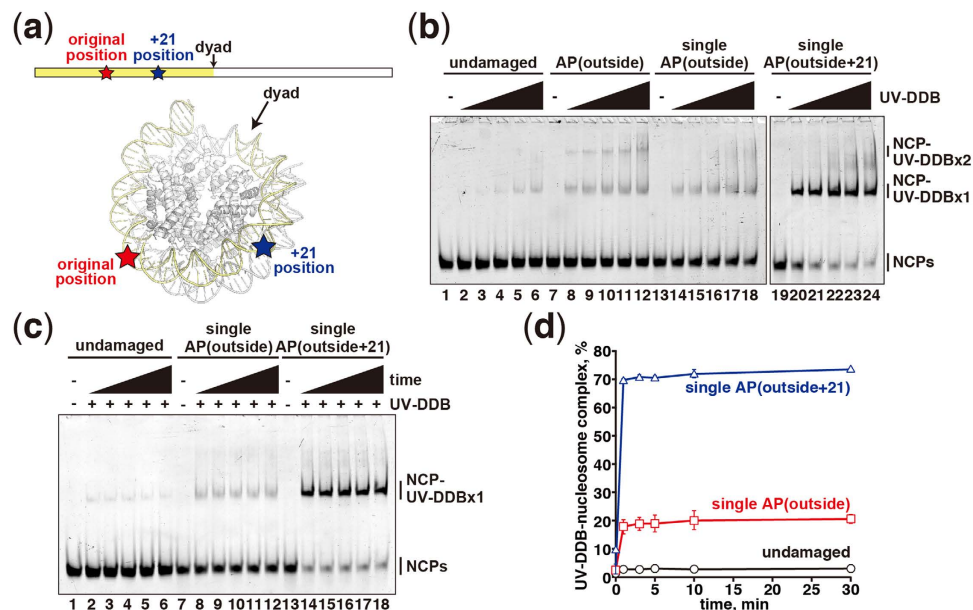 (a)
original
position
+21
position
dyad
dyad
original
position
+21
position
(b)
undamaged
AP(outside)
single
AP(outside)
single
AP(outside+21)
- - - -
UV-DDB
NCP-
UV-DDBx2
NCP-
UV-DDBx1
NCPs
1 2 3 4 5 6 7 8 9 10 11 12 13 14 15 16 17 18 19 20 21 22 23 24
(c)
undamaged
single
AP(outside)
single
AP(outside+21)
- - - time
- + + + + + - + + + + + - + + + + + UV-DDB
NCP-
UV-DDBx1
NCPs
1 2 3 4 5 6 7 8 9 10 11 12 13 14 15 16 17 18
(d)
UV-DDB-nucleosome complex, %
80
70
60
50
40
30
20
10
0
single AP(outside+21)
single AP(outside)
undamaged
0 5 10 15 20 25 30
time, min